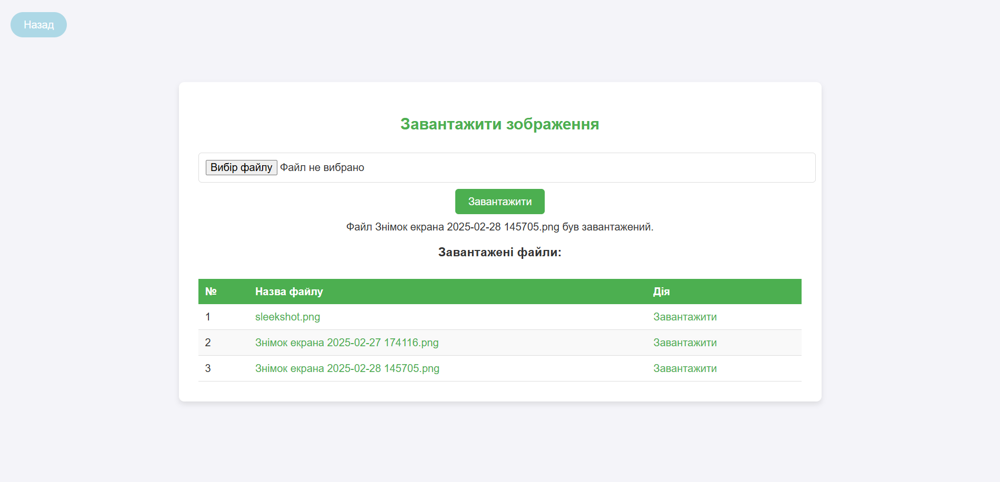 Назад
Завантажити зображення
Вибір файлу Файл не вибрано
Завантажити
Файл Знімок екрана 2025-02-28 145705.png був завантажений.
Завантажені файли:
№ Назва файлу Дія
1 sleekshot.png Завантажити
2 Знімок екрана 2025-02-27 174116.png Завантажити
3 Знімок екрана 2025-02-28 145705.png Завантажити